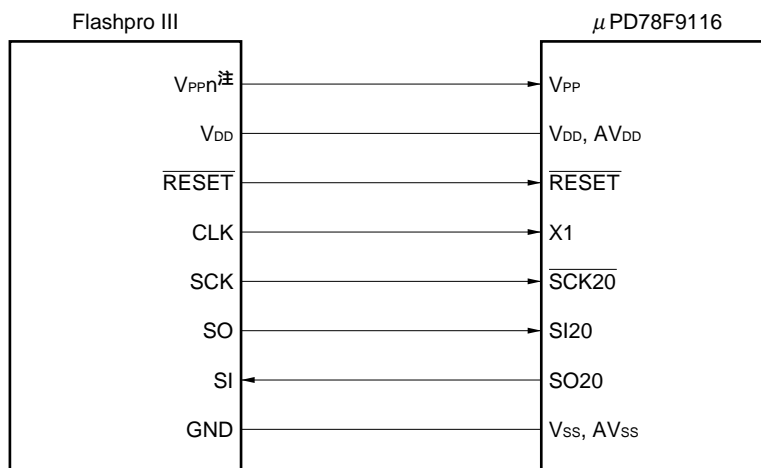 Flashpro III μPD78F9116
VPPn注 VPP
VDD VDD, AVDD
RESET RESET
CLK X1
SCK SCK20
SO SI20
SI SO20
GND VSS, AVSS